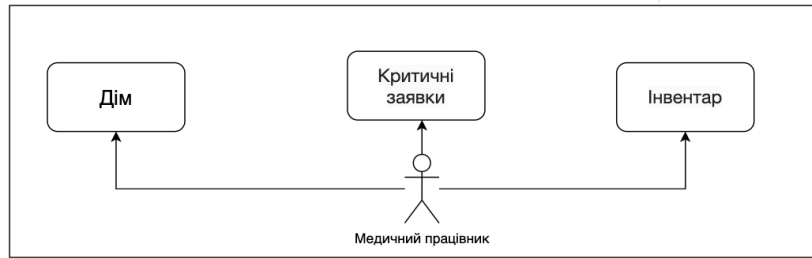 Дім
Критичні
заявки
Інвентар
Медичний працівник